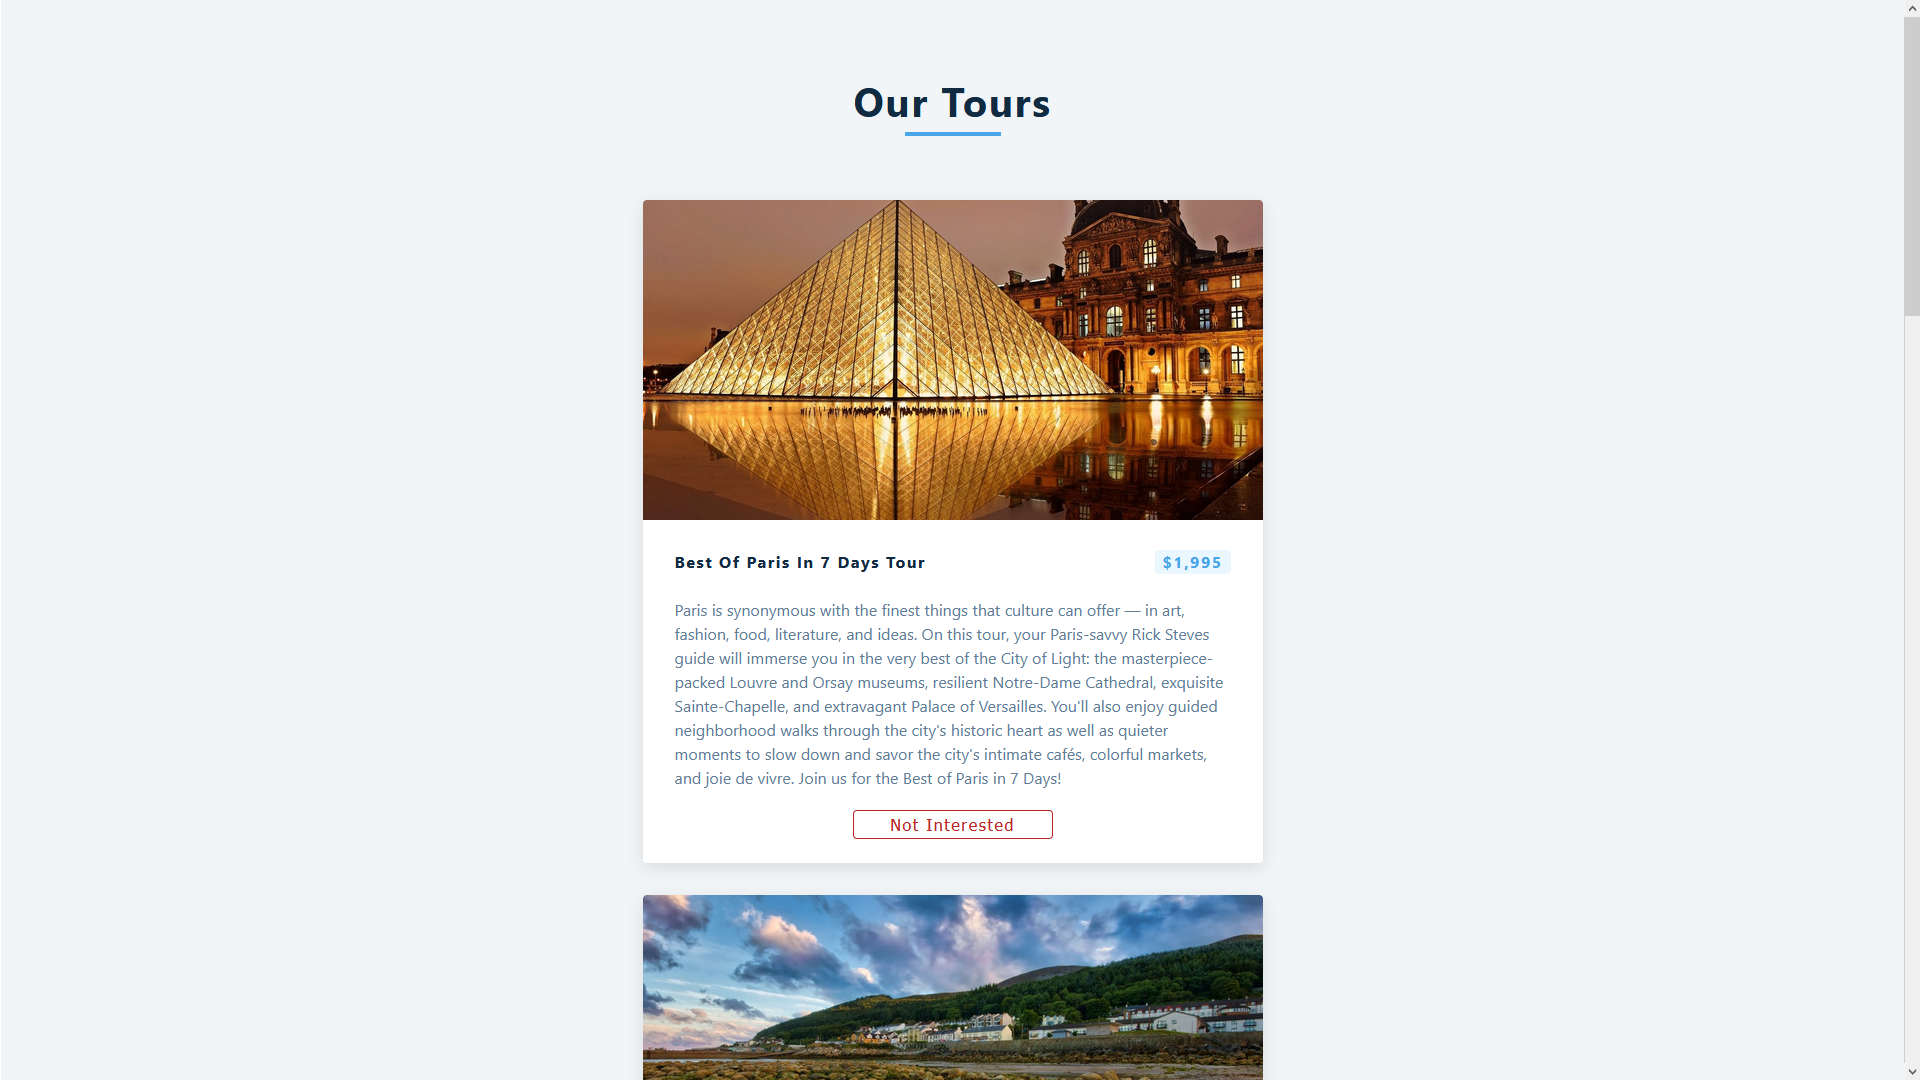 Our Tours
Best Of Paris In 7 Days Tour
$1,995
Paris is synonymous with the finest things that culture can offer — in art,
fashion, food, literature, and ideas. On this tour, your Paris-savvy Rick Steves
guide will immerse you in the very best of the City of Light: the masterpiece-
packed Louvre and Orsay museums, resilient Notre-Dame Cathedral, exquisite
Sainte-Chapelle, and extravagant Palace of Versailles. You'll also enjoy guided
neighborhood walks through the city's historic heart as well as quieter
moments to slow down and savor the city's intimate cafés, colorful markets,
and joie de vivre. Join us for the Best of Paris in 7 Days!
Not Interested